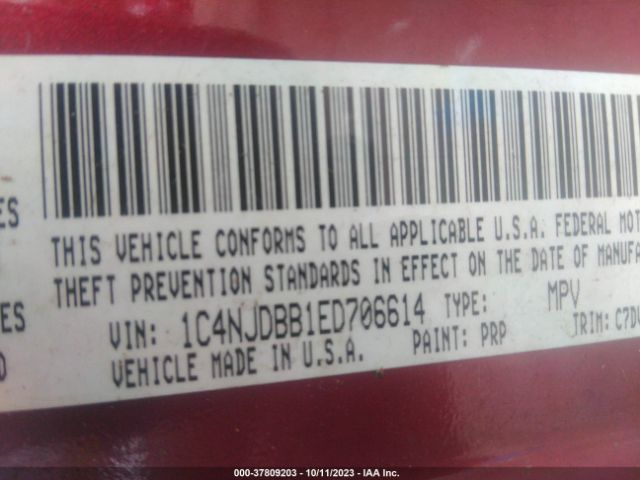 ES
THIS VEHICLE CONFORMS TO ALL APPLICABLE U.S.A. FEDERAL MOT
THEFT PREVENTION STANDARDS IN EFFECT ON THE DATE OF MANUFA
ES
VIN: 1C4NJDBB1ED706614 TYPE: MPV
D
VEHICLE MADE IN U.S.A. PAINT: PRP TRIM: C7DV
000-37809203 - 10/11/2023 - IAA Inc.